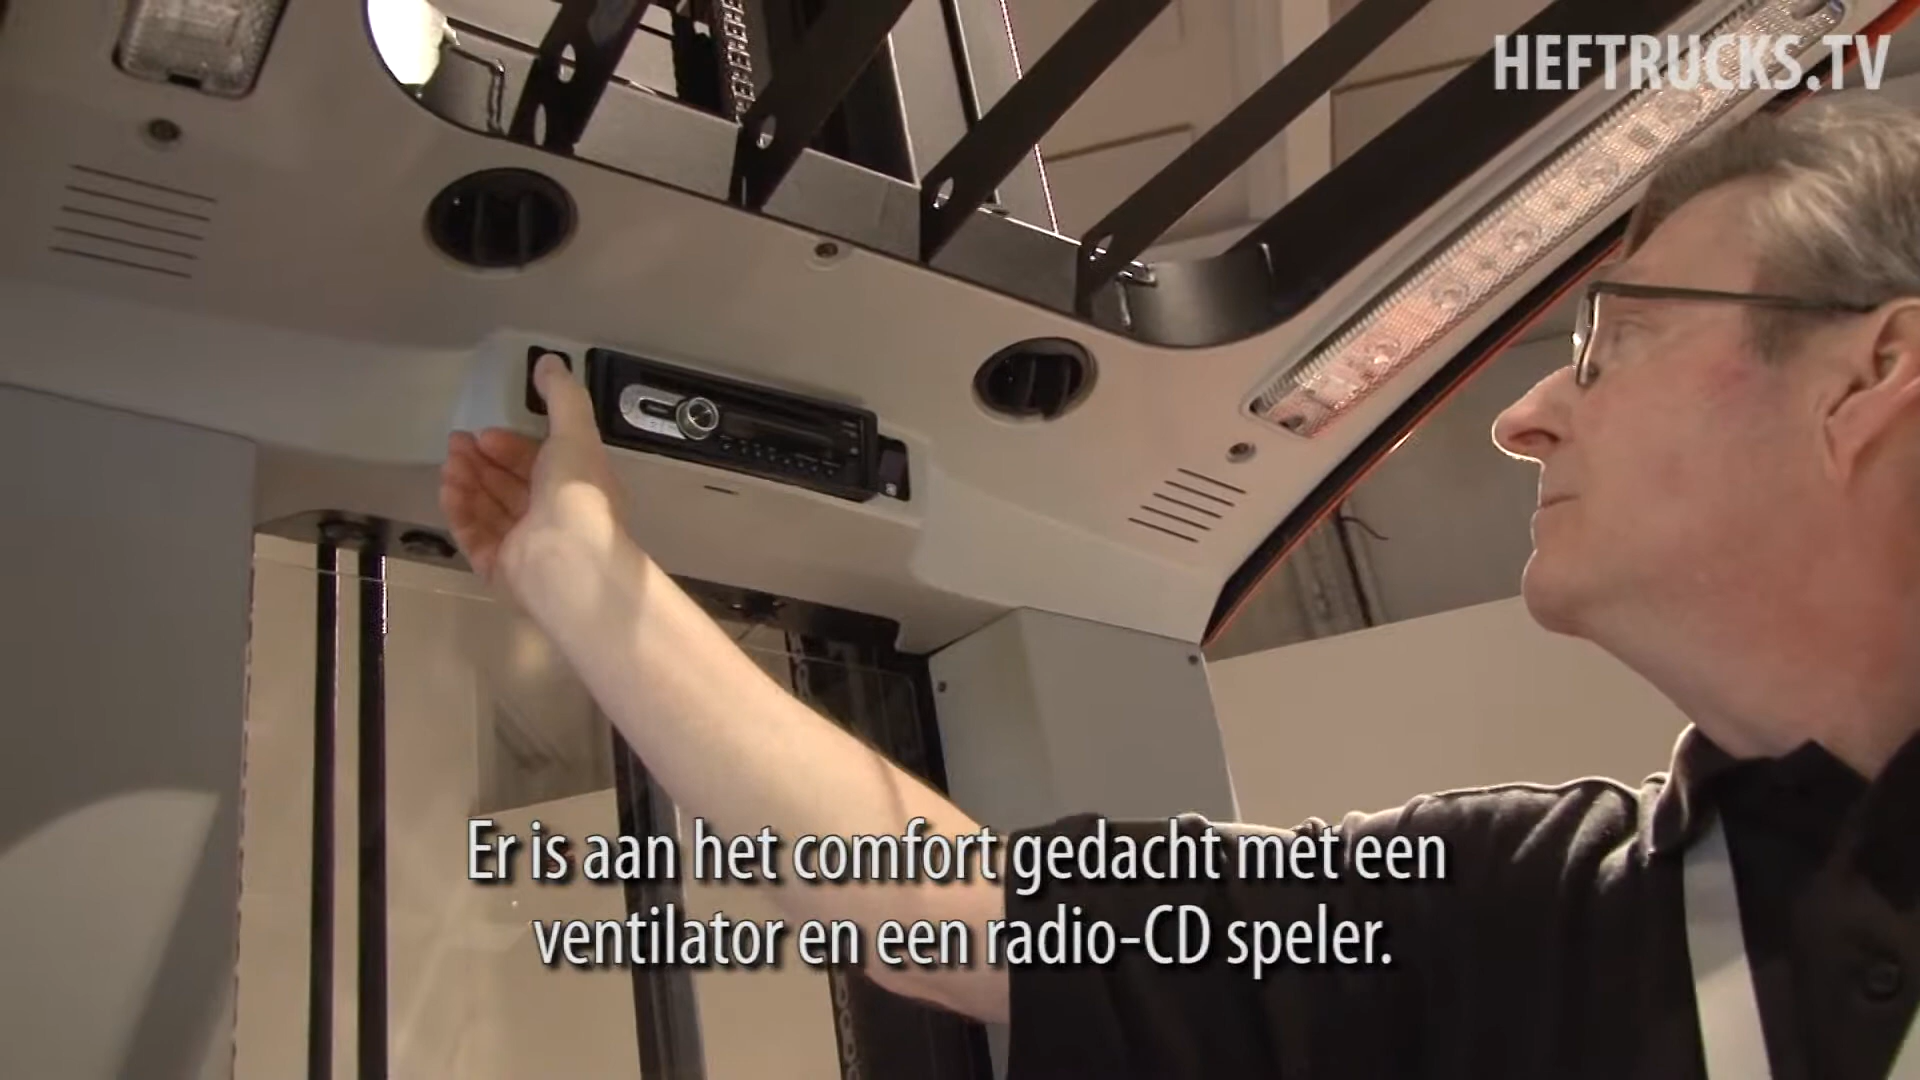 HEFTRUCKS.TV
Er is aan het comfort gedacht met een
ventilator en een radio-CD speler.